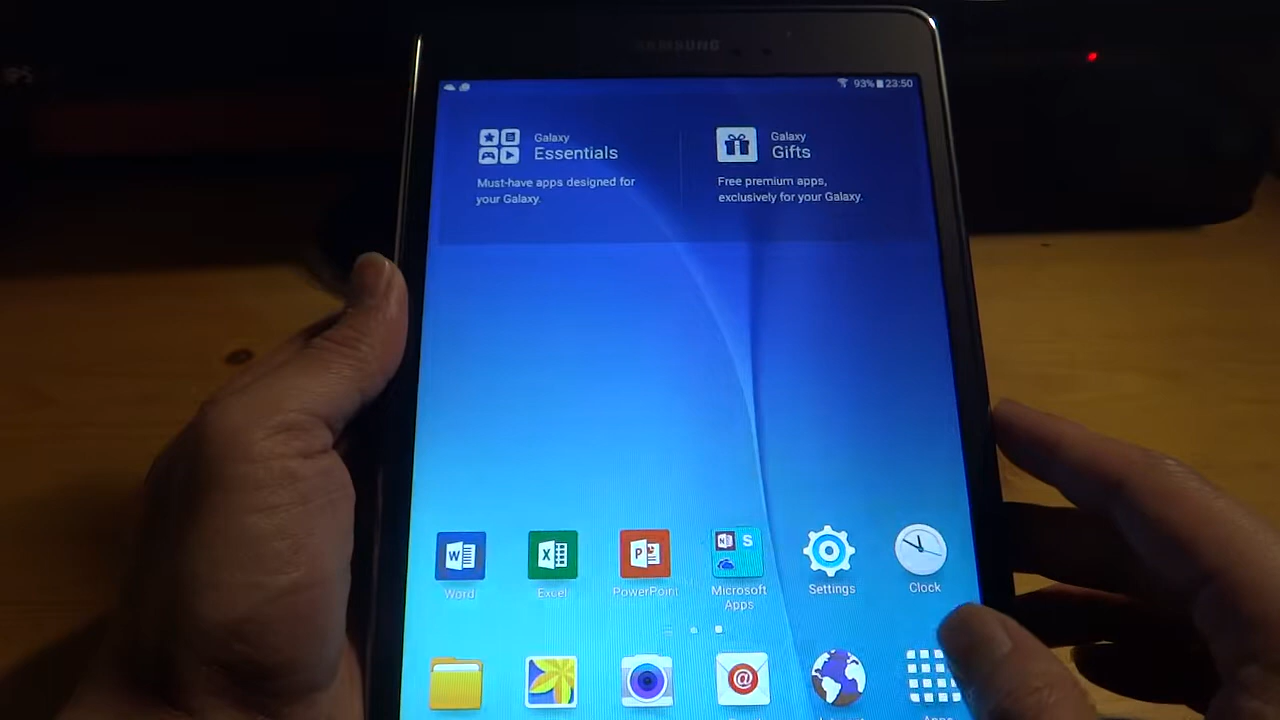 SAMSUNG
93% 23:50
Galaxy
Essentials
Must-have apps designed for
your Galaxy.
Galaxy
Gifts
Free premium apps,
exclusively for your Galaxy.
W
X
P
N S
Word
Excel
PowerPoint
Microsoft
Apps
Settings
Clock
@
Apps